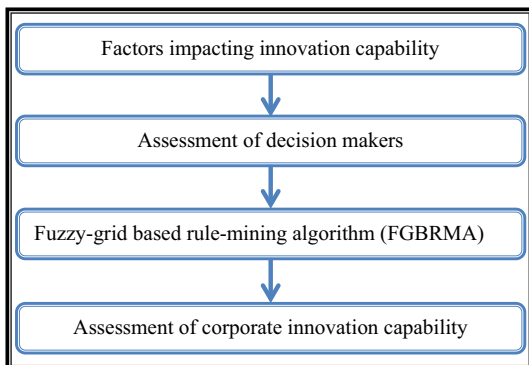 Factors impacting innovation capability
Assessment of decision makers
Fuzzy-grid based rule-mining algorithm (FGBRMA)
Assessment of corporate innovation capability